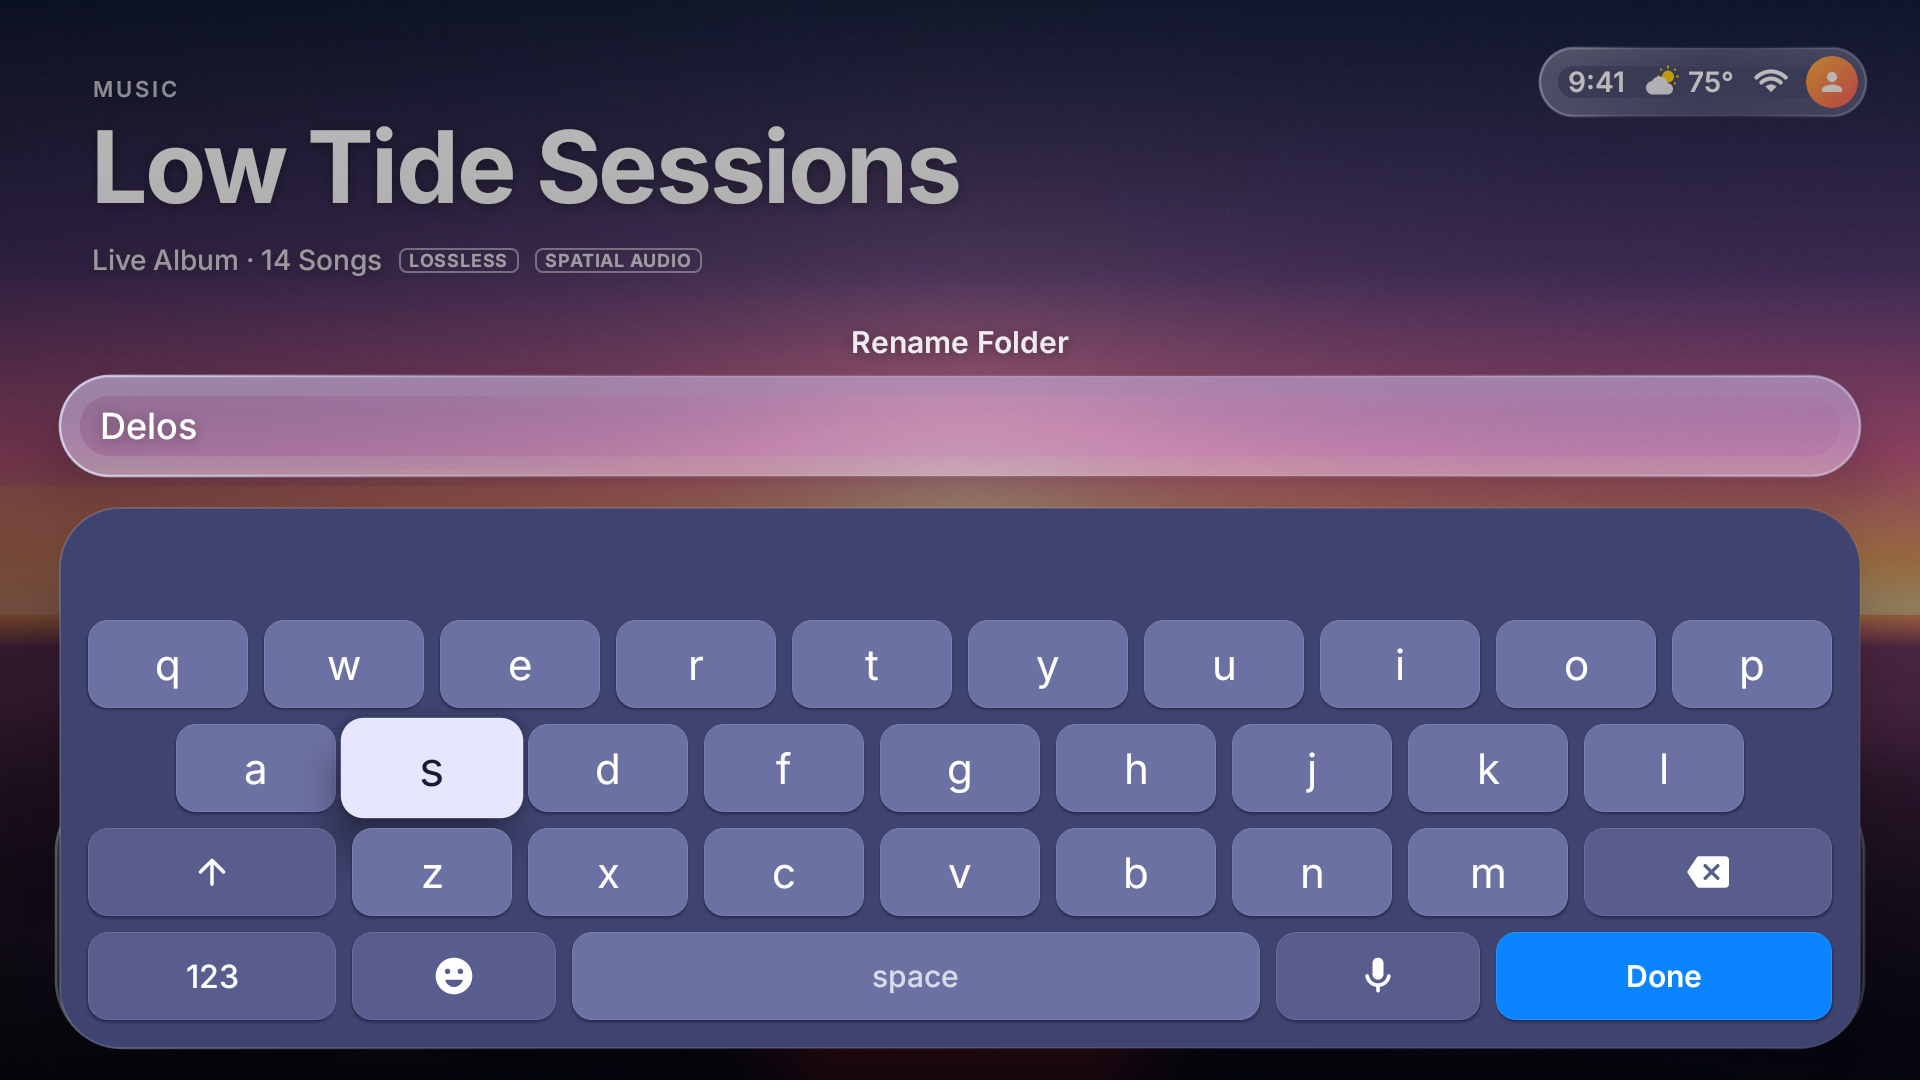 MUSIC
9:41 75°
Low Tide Sessions
Live Album · 14 Songs LOSSLESS SPATIAL AUDIO
Rename Folder
Delos
q w e r t y u i o p
a s d f g h j k l
z x c v b n m
123 space Done